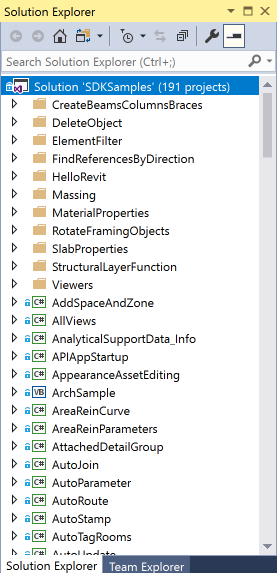 Solution Explorer
Search Solution Explorer (Ctrl+;)
Solution 'SDKSamples' (191 projects)
CreateBeamsColumnsBraces
DeleteObject
ElementFilter
FindReferencesByDirection
HelloRevit
Massing
MaterialProperties
RotateFramingObjects
SlabProperties
StructuralLayerFunction
Viewers
C# AddSpaceAndZone
C# AllViews
C# AnalyticalSupportData_Info
C# APIAppStartup
C# AppearanceAssetEditing
VB ArchSample
C# AreaReinCurve
C# AreaReinParameters
C# AttachedDetailGroup
C# AutoJoin
C# AutoParameter
C# AutoRoute
C# AutoStamp
C# AutoTagRooms
C# AutoUpdate
Solution Explorer Team Explorer